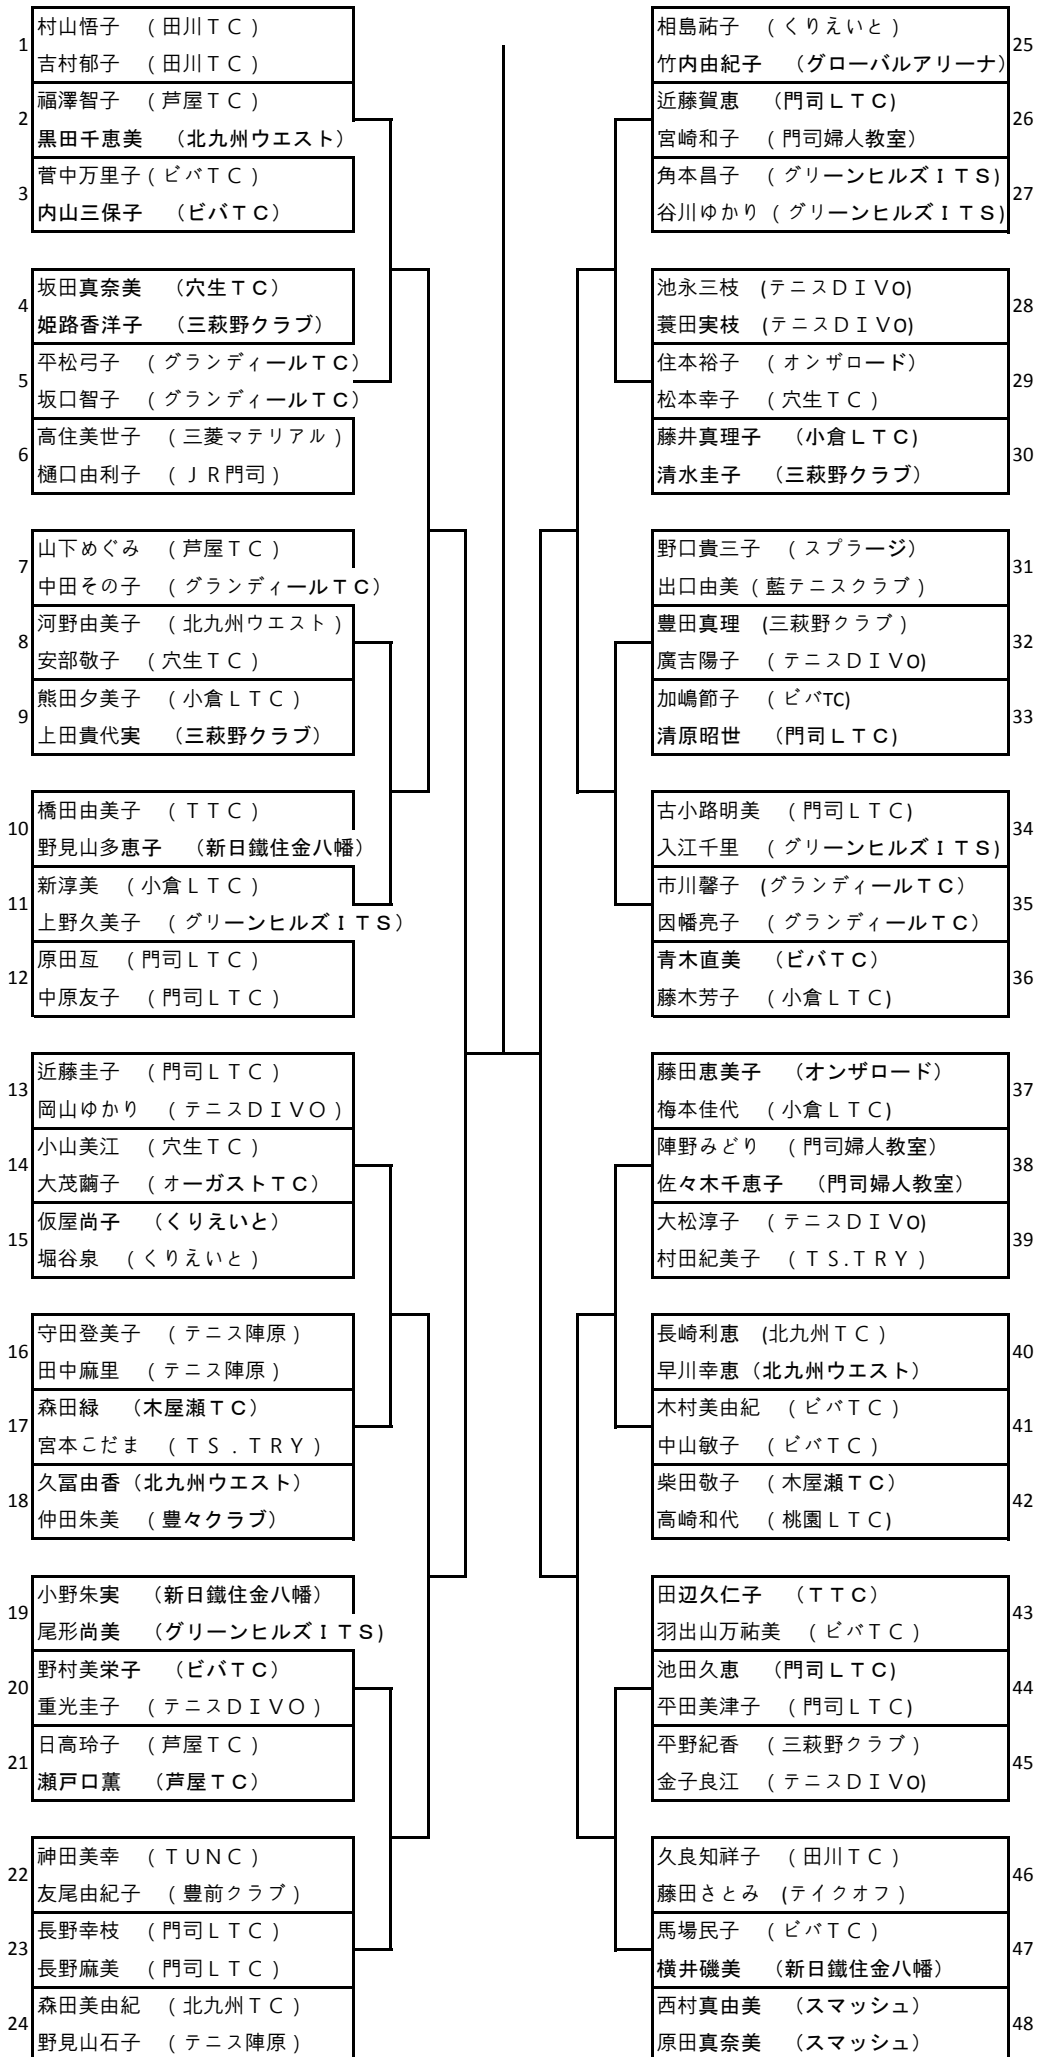 1
村山悟子 (田川TC)
吉村郁子 (田川TC)
2
福澤智子 (芦屋TC)
黒田千恵美 (北九州ウエスト)
3
菅中万里子(ビバTC)
内山三保子 (ビバTC)
4
坂田真奈美 (穴生TC)
姫路香洋子 (三萩野クラブ)
5
平松弓子 (グランディールTC)
坂口智子 (グランディールTC)
6
高住美世子 (三菱マテリアル)
樋口由利子 (JR門司)
7
山下めぐみ (芦屋TC)
中田その子 (グランディールTC)
8
河野由美子 (北九州ウエスト)
安部敬子 (穴生TC)
9
熊田夕美子 (小倉LTC)
上田貴代実 (三萩野クラブ)
10
橋田由美子 (TTC)
野見山多恵子 (新日鐵住金八幡)
11
新淳美 (小倉LTC)
上野久美子 (グリーンヒルズITS)
12
原田亙 (門司LTC)
中原友子 (門司LTC)
13
近藤圭子 (門司LTC)
岡山ゆかり (テニスDIVO)
14
小山美江 (穴生TC)
大茂繭子 (オーガストTC)
15
仮屋尚子 (くりえいと)
堀谷泉 (くりえいと)
16
守田登美子 (テニス陣原)
田中麻里 (テニス陣原)
17
森田緑 (木屋瀬TC)
宮本こだま (TS.TRY)
18
久冨由香(北九州ウエスト)
仲田朱美 (豊々クラブ)
19
小野朱実 (新日鐵住金八幡)
尾形尚美 (グリーンヒルズITS)
20
野村美栄子 (ビバTC)
重光圭子 (テニスDIVO)
21
日高玲子 (芦屋TC)
瀬戸口薫 (芦屋TC)
22
神田美幸 (TUNC)
友尾由紀子 (豊前クラブ)
23
長野幸枝 (門司LTC)
長野麻美 (門司LTC)
24
森田美由紀 (北九州TC)
野見山石子 (テニス陣原)
相島祐子 (くりえいと)
竹内由紀子 (グローバルアリーナ)
25
近藤賀恵 (門司LTC)
宮崎和子 (門司婦人教室)
26
角本昌子 (グリーンヒルズITS)
谷川ゆかり (グリーンヒルズITS)
27
池永三枝 (テニスDIVO)
蓑田実枝 (テニスDIVO)
28
住本裕子 (オンザロード)
松本幸子 (穴生TC)
29
藤井真理子 (小倉LTC)
清水圭子 (三萩野クラブ)
30
野口貴三子 (スプラージ)
出口由美 (藍テニスクラブ)
31
豊田真理 (三萩野クラブ)
廣吉陽子 (テニスDIVO)
32
加嶋節子 (ビバTC)
清原昭世 (門司LTC)
33
古小路明美 (門司LTC)
入江千里 (グリーンヒルズITS)
34
市川馨子 (グランディールTC)
因幡亮子 (グランディールTC)
35
青木直美 (ビバTC)
藤木芳子 (小倉LTC)
36
藤田恵美子 (オンザロード)
梅本佳代 (小倉LTC)
37
陣野みどり (門司婦人教室)
佐々木千恵子 (門司婦人教室)
38
大松淳子 (テニスDIVO)
村田紀美子 (TS.TRY)
39
長崎利恵 (北九州TC)
早川幸恵(北九州ウエスト)
40
木村美由紀 (ビバTC)
中山敏子 (ビバTC)
41
柴田敬子 (木屋瀬TC)
高崎和代 (桃園LTC)
42
田辺久仁子 (TTC)
羽出山万祐美 (ビバTC)
43
池田久恵 (門司LTC)
平田美津子 (門司LTC)
44
平野紀香 (三萩野クラブ)
金子良江 (テニスDIVO)
45
久良知祥子 (田川TC)
藤田さとみ (テイクオフ)
46
馬場民子 (ビバTC)
横井磯美 (新日鐵住金八幡)
47
西村真由美 (スマッシュ)
原田真奈美 (スマッシュ)
48